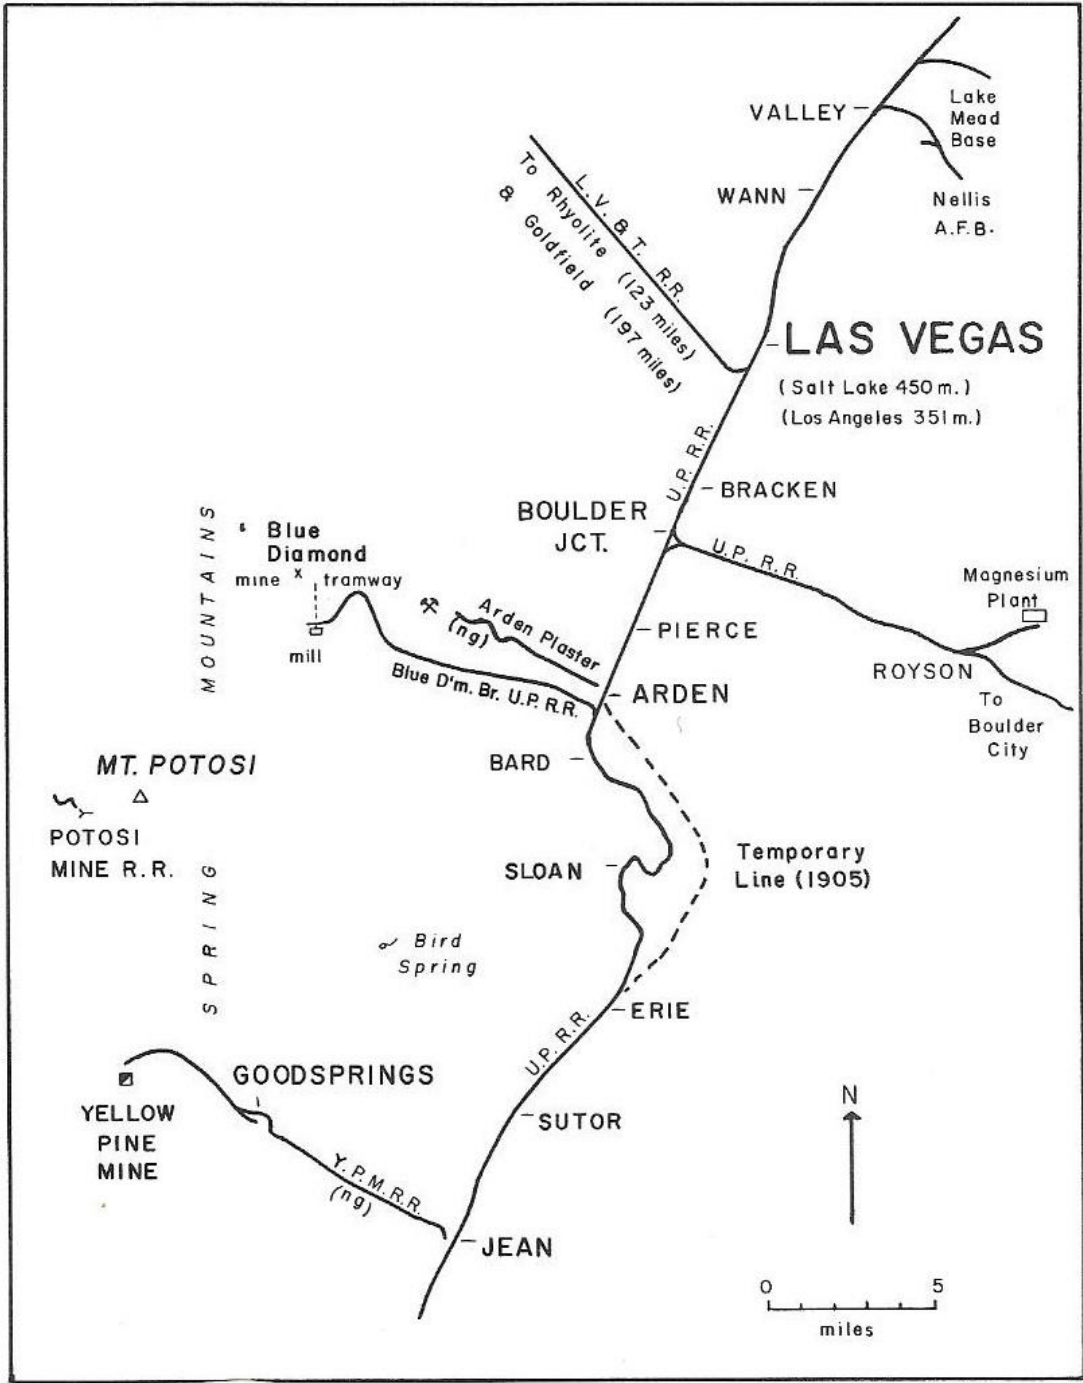 Lake
Mead
Base
VALLEY
WANN
Nellis
A.F.B.
L.V. & T. R.R.
To Rhyolite (123 miles)
& Goldfield (197 miles)
LAS VEGAS
(Salt Lake 450 m.)
(Los Angeles 351 m.)
U.P. R.R.
BRACKEN
BOULDER
JCT.
U.P. R.R.
Magnesium
Plant
ROYSON
To
Boulder
City
Blue
Diamond
mine x tramway
mill
Arden Plaster
(ng)
Blue D'm. Br. U.P. R.R.
PIERCE
ARDEN
BARD
MOUNTAINS
MT. POTOSI
POTOSI
MINE R.R.
SLOAN
Temporary
Line (1905)
SPRING
Bird
Spring
ERIE
U.P. R.R.
GOODSPRINGS
YELLOW
PINE
MINE
SUTOR
Y.P.M.R.R.
(ng)
JEAN
N
0 5
miles